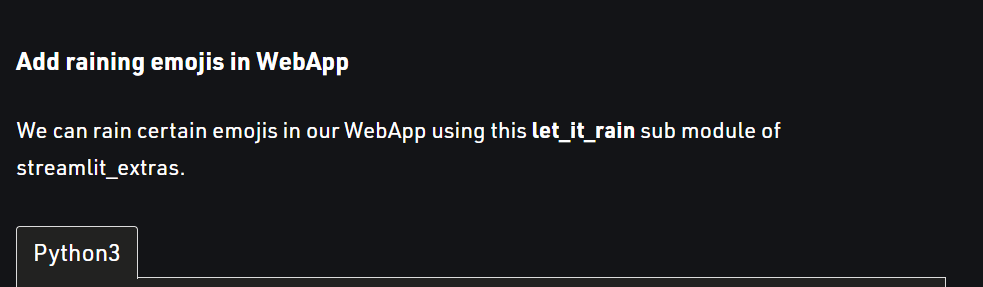 Add raining emojis in WebApp
We can rain certain emojis in our WebApp using this let_it_rain sub module of
streamlit_extras.
Python3